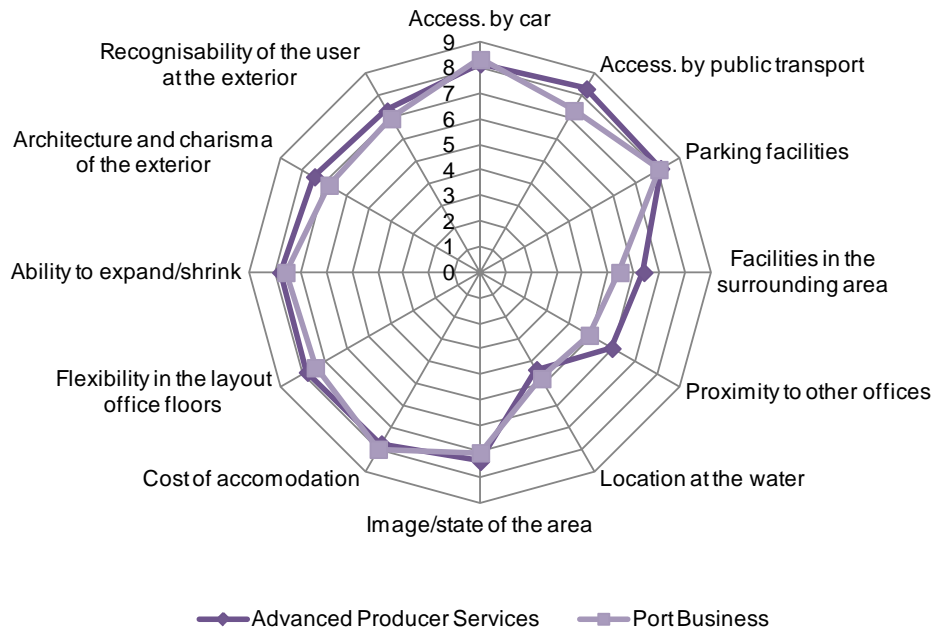 Access. by car
Recognisability of the user
at the exterior
Access. by public transport
Architecture and charisma
of the exterior
Parking facilities
Ability to expand/shrink
Facilities in the
surrounding area
Flexibility in the layout
office floors
Proximity to other offices
Cost of accomodation
Location at the water
Image/state of the area
9
8
7
6
5
4
3
2
1
0
Advanced Producer Services
Port Business